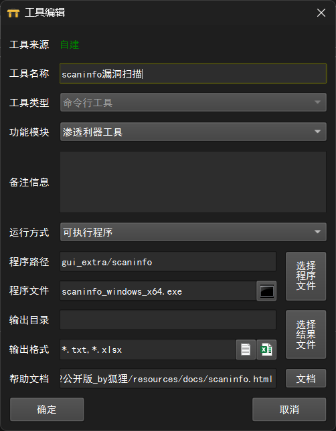 工具编辑
工具来源 自建
工具名称 scaninfo漏洞扫描
工具类型 命令行工具
功能模块 渗透利器工具
备注信息
运行方式 可执行程序
程序路径 gui_extra/scaninfo
选择程序文件
程序文件 scaninfo_windows_x64.exe
输出目录
选择结果文件
输出格式 *.txt,*.xlsx
帮助文档 公开版_by狐狸/resources/docs/scaninfo.html 文档
确定 取消